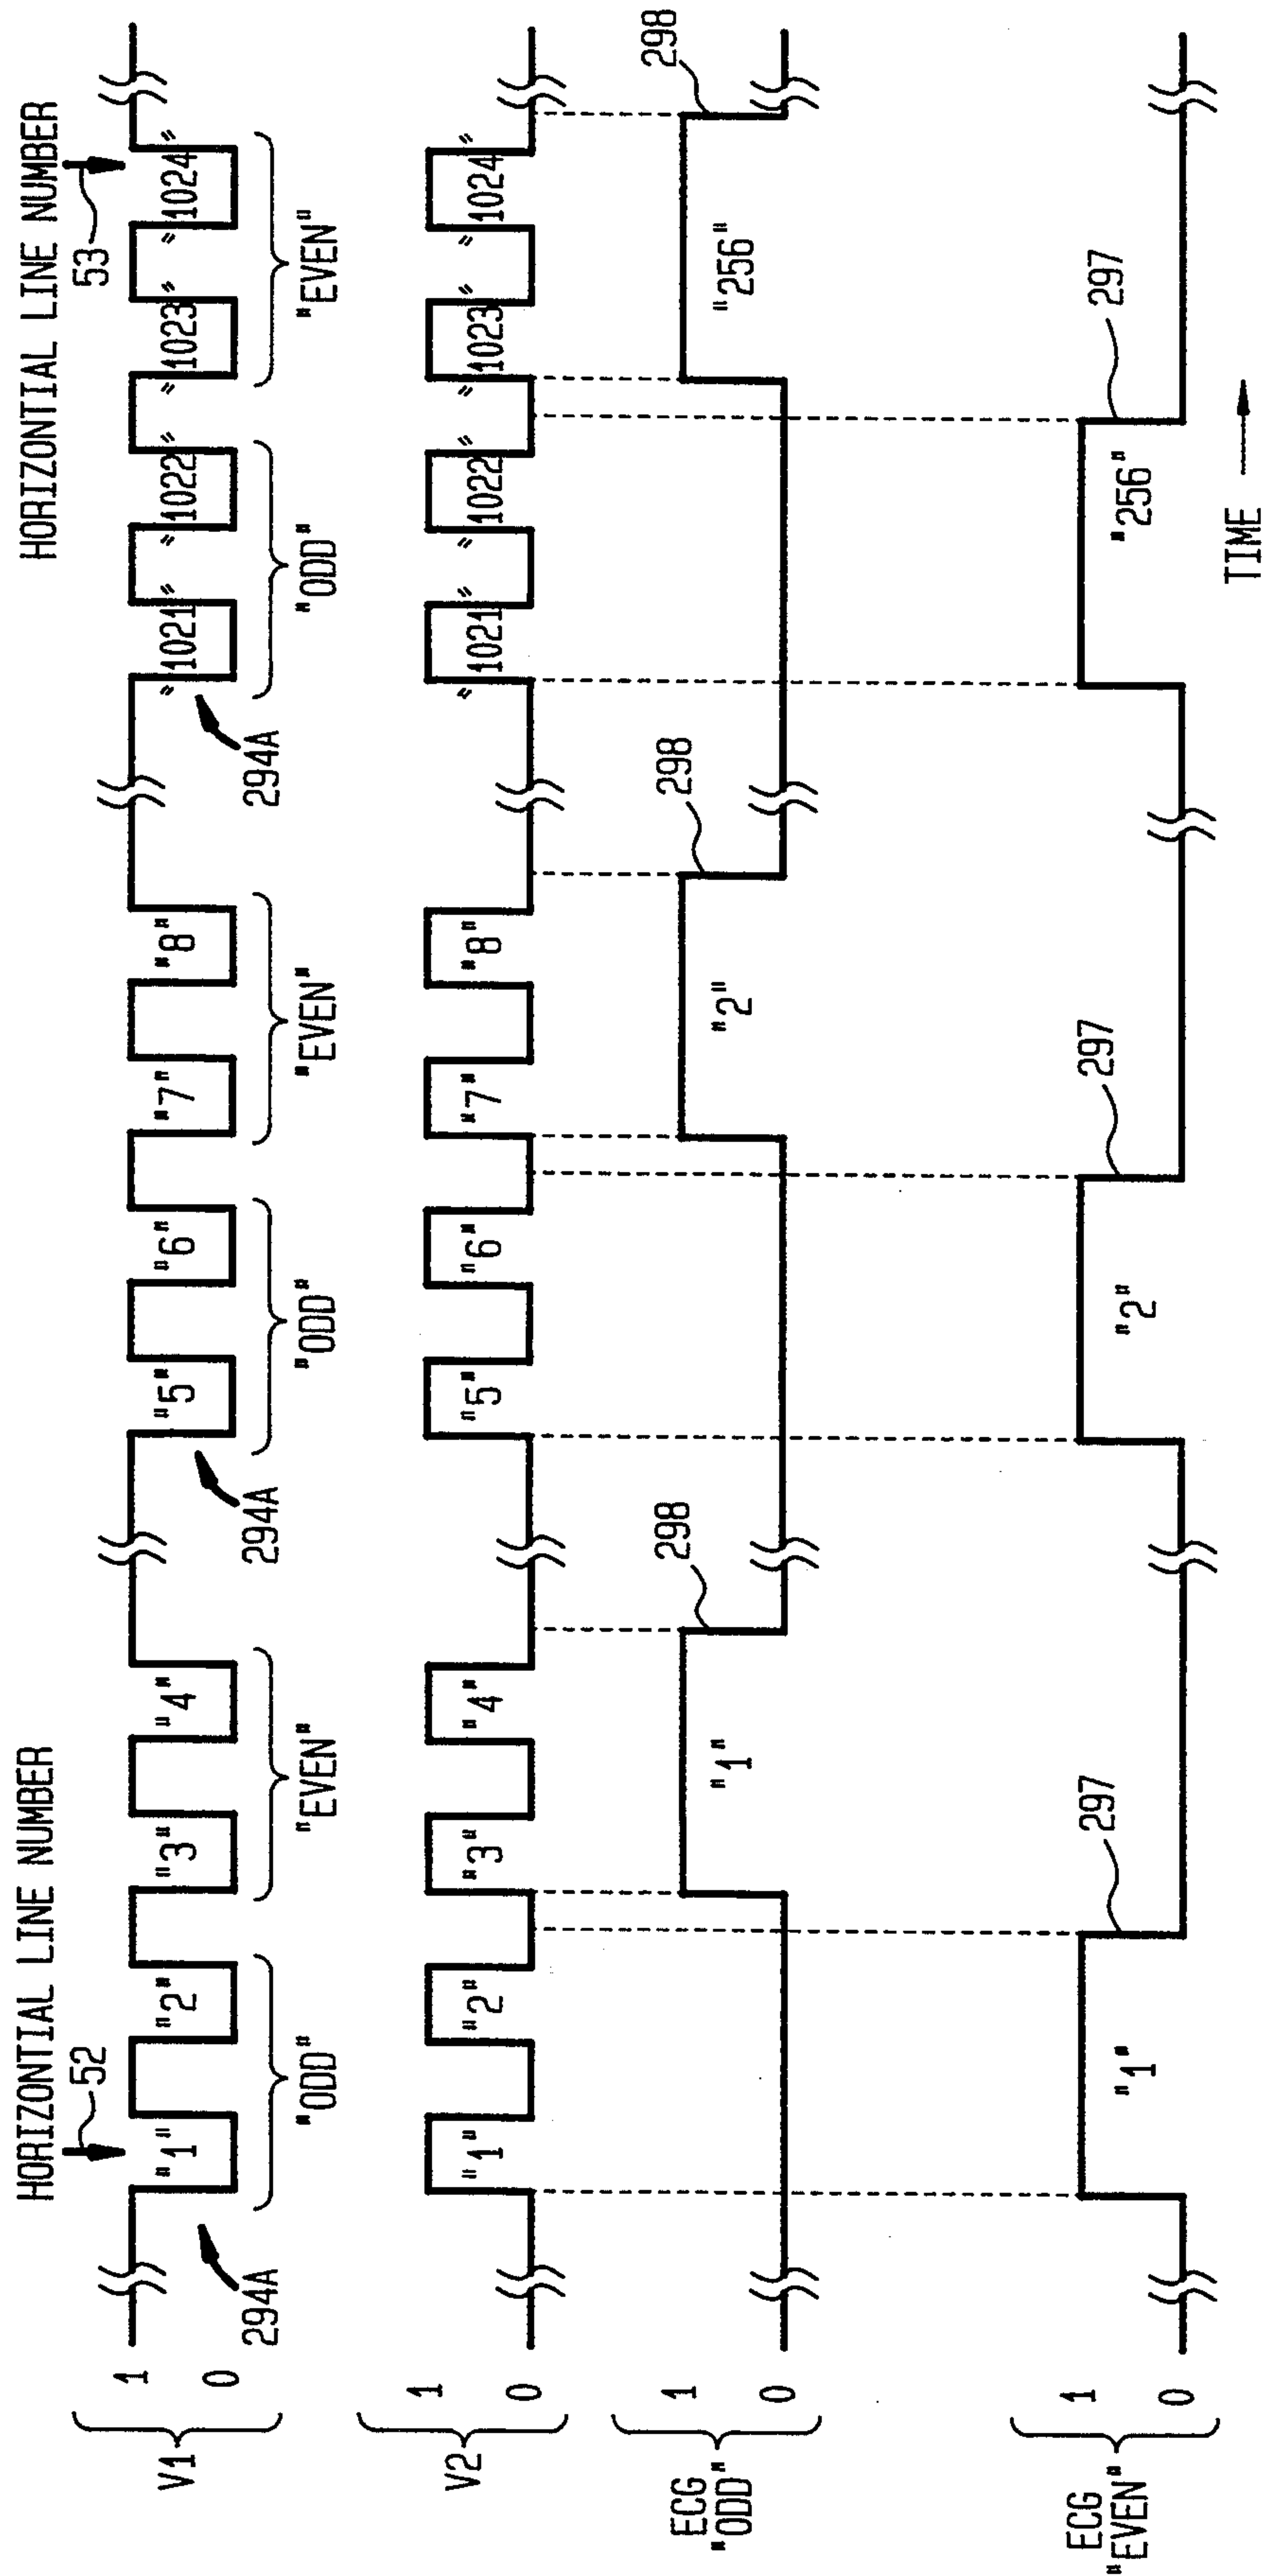 HORIZONTAL LINE NUMBER
HORIZONTIAL LINE NUMBER
52
53
V1
1
0
"1"
"2"
"3"
"4"
"5"
"6"
"7"
"8"
"1021"
"1022"
"1023"
"1024"
294A
"ODD"
"EVEN"
294A
"ODD"
"EVEN"
294A
"ODD"
"EVEN"
V2
1
0
"1"
"2"
"3"
"4"
"5"
"6"
"7"
"8"
"1021"
"1022"
"1023"
"1024"
ECG
"ODD"
1
0
"1"
298
"2"
298
"256"
298
ECG
"EVEN"
1
0
"1"
297
"2"
297
"256"
297
TIME